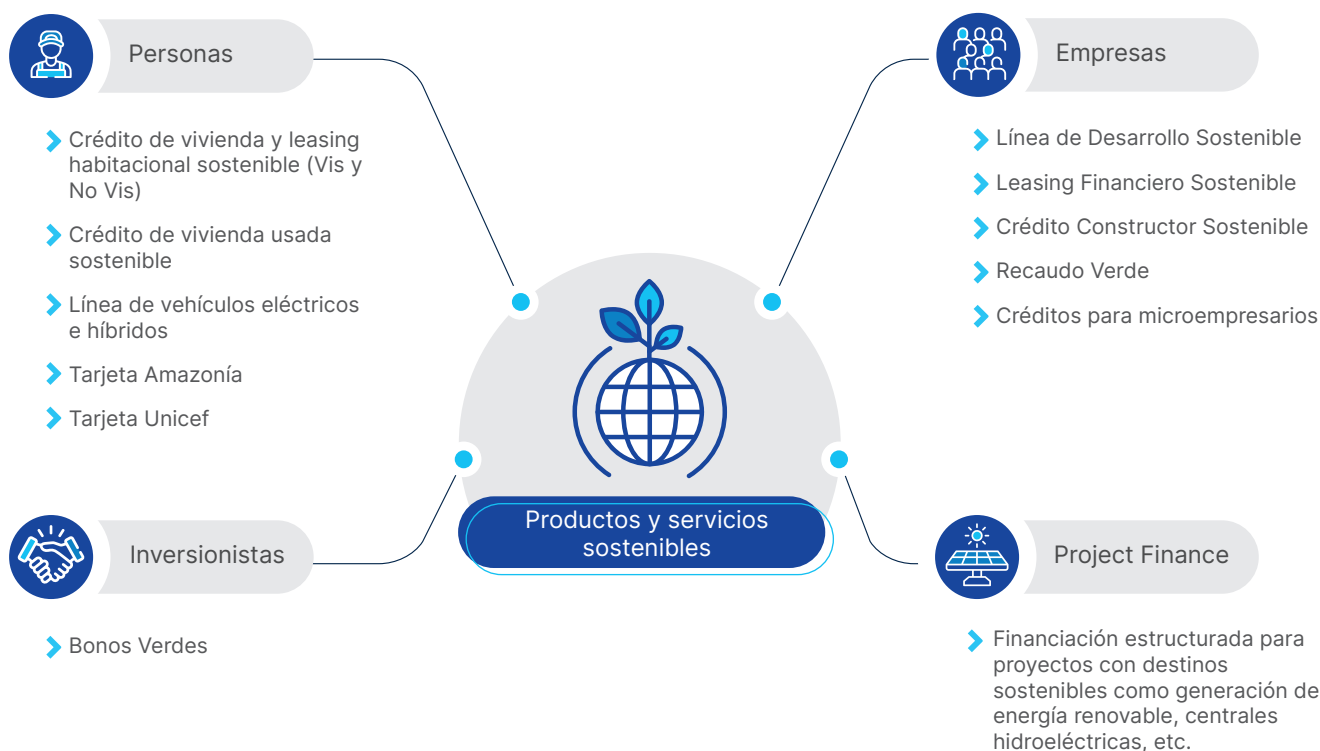 Personas
Crédito de vivienda y leasing
habitacional sostenible (Vis y
No Vis)
Crédito de vivienda usada
sostenible
Línea de vehículos eléctricos
e híbridos
Tarjeta Amazonía
Tarjeta Unicef
Empresas
Línea de Desarrollo Sostenible
Leasing Financiero Sostenible
Crédito Constructor Sostenible
Recaudo Verde
Créditos para microempresarios
Productos y servicios
sostenibles
Inversionistas
Bonos Verdes
Project Finance
Financiación estructurada para
proyectos con destinos
sostenibles como generación de
energía renovable, centrales
hidroeléctricas, etc.